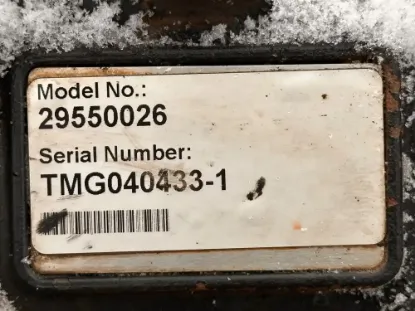 Model No.:
29550026
Serial Number:
TMG040433-1